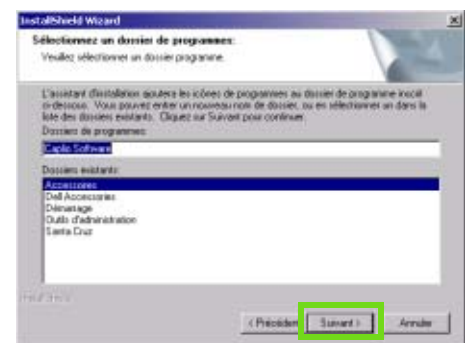 InstallShield Wizard
Sélectionnez un dossier de programmes:
Veuillez sélectionner un dossier programme.
L'assistant d'installation ajoutera les icônes de programmes au dossier de programme inscrit
ci-dessous. Vous pouvez entrer un nouveau nom de dossier, ou en sélectionner un dans la
liste des dossiers existants. Cliquez sur Suivant pour continuer.
Dossiers de programmes:
Caplio Software
Dossiers existants:
Accessoires
Dell Accessories
Démarrage
Outils d'administration
Santa Cruz
InstallShield
< Précédent
Suivant >
Annuler